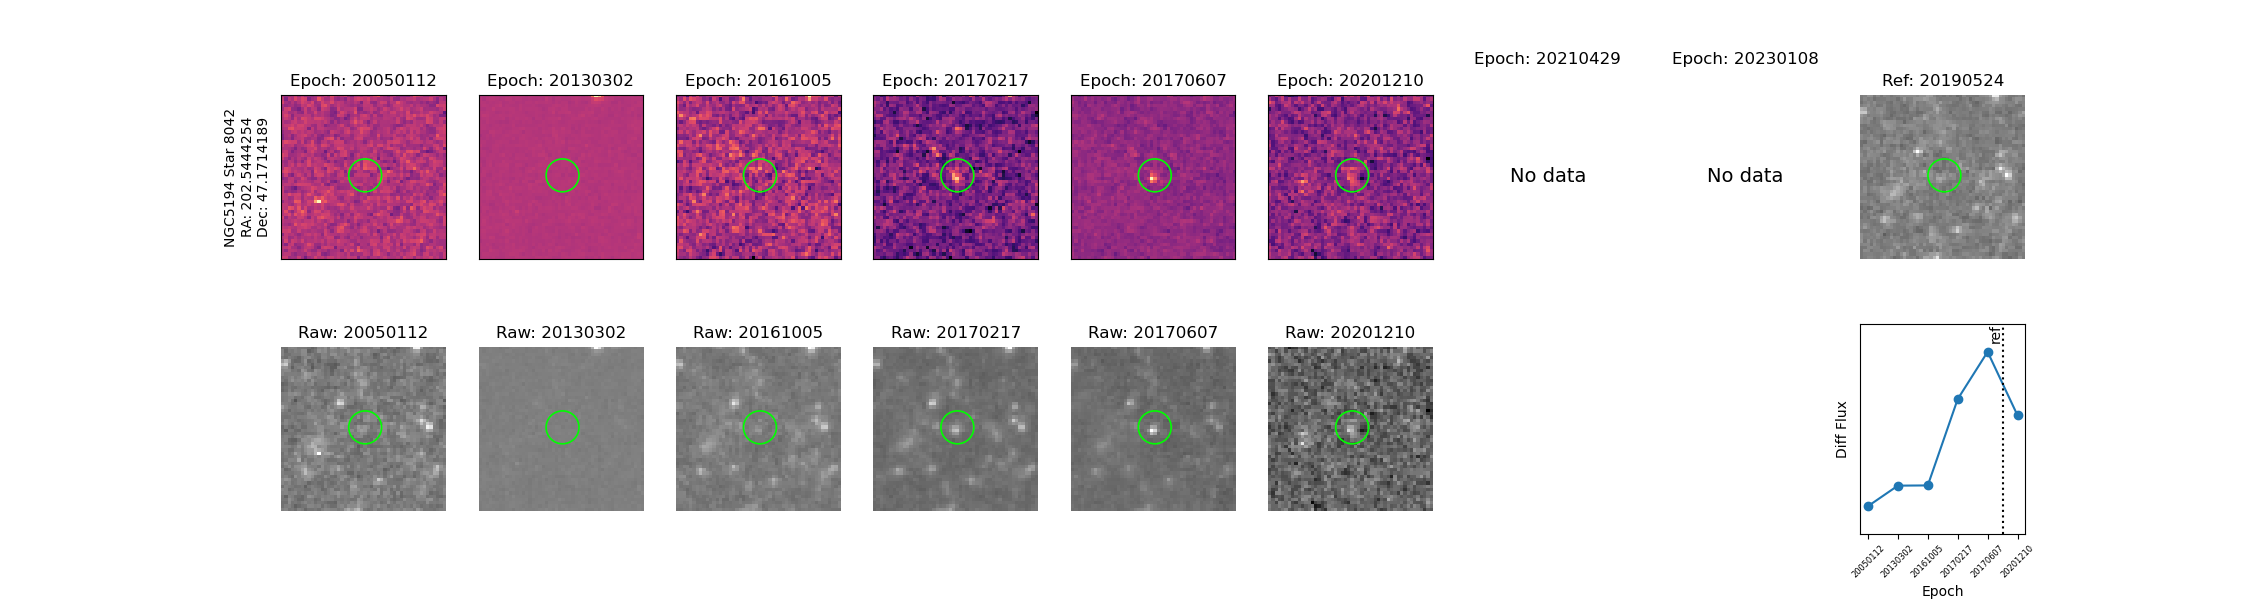 NGC5194 Star 8042
RA: 202.5444254
Dec: 47.1714189
Epoch: 20050112
Epoch: 20130302
Epoch: 20161005
Epoch: 20170217
Epoch: 20170607
Epoch: 20201210
Epoch: 20210429
Epoch: 20230108
Ref: 20190524
No data
No data
Raw: 20050112
Raw: 20130302
Raw: 20161005
Raw: 20170217
Raw: 20170607
Raw: 20201210
ref
Diff Flux
20050112
20130302
20161005
20170217
20170607
20201210
Epoch